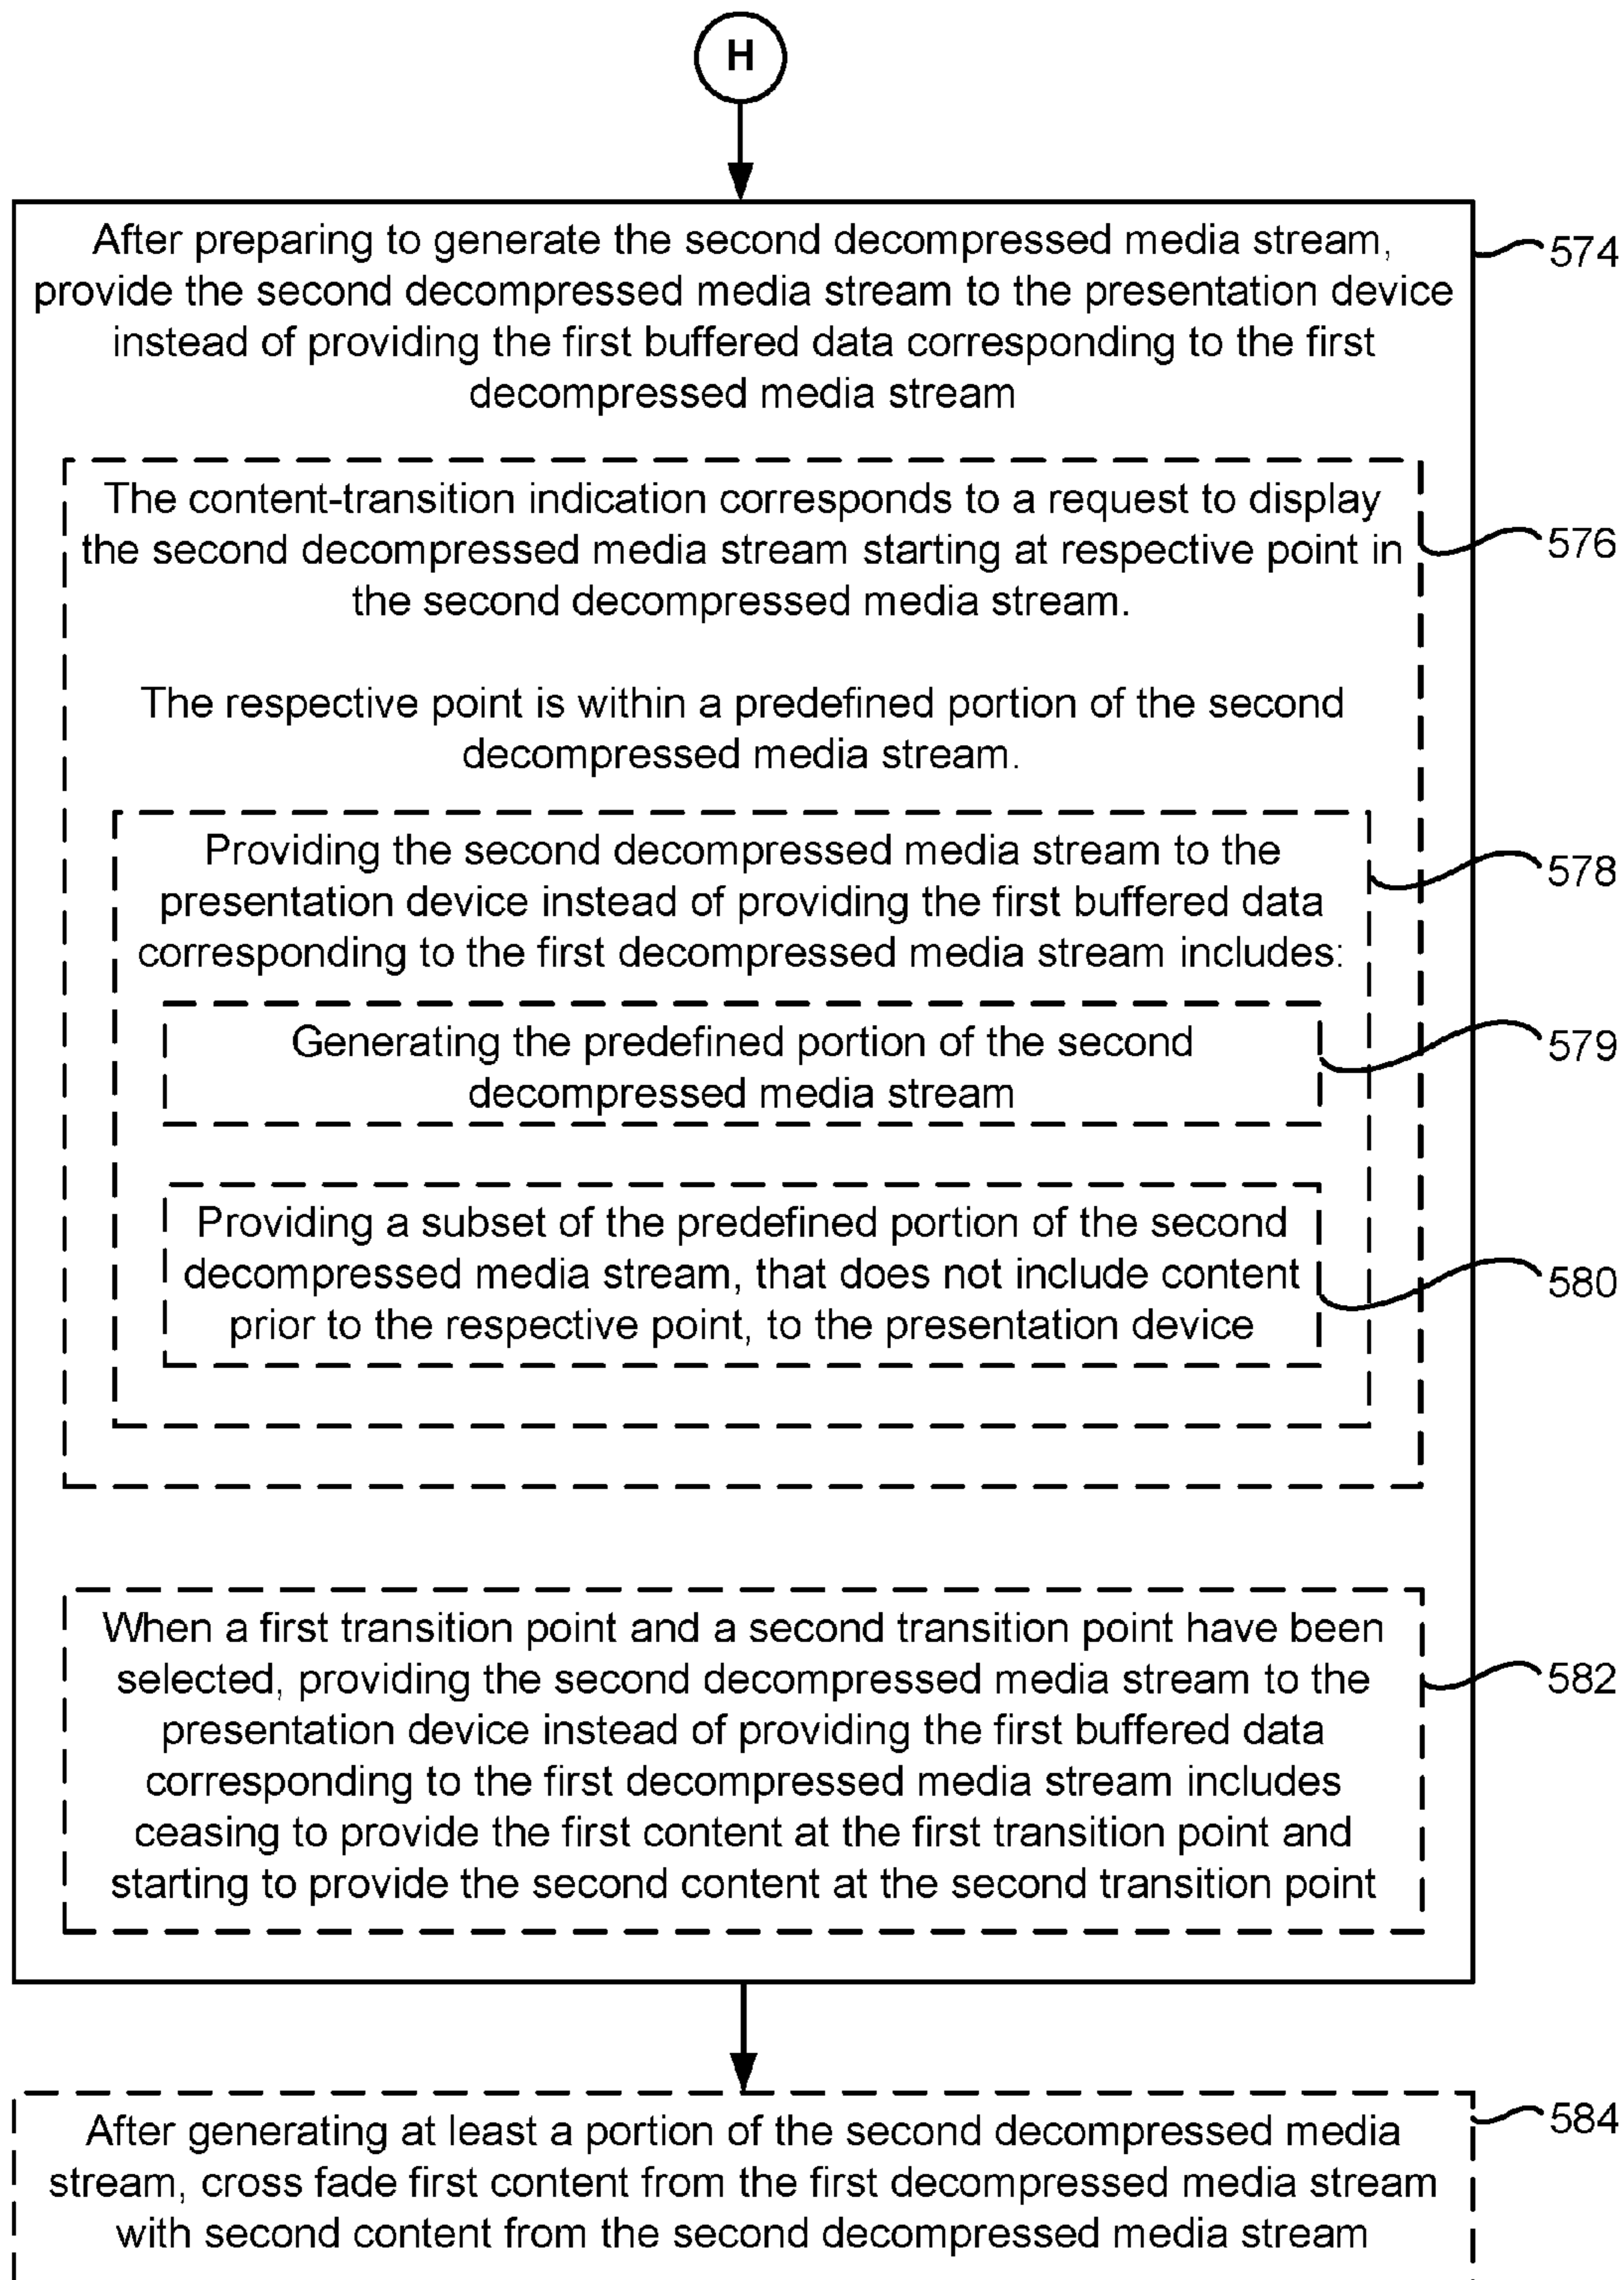 H
After preparing to generate the second decompressed media stream,
provide the second decompressed media stream to the presentation device
instead of providing the first buffered data corresponding to the first
decompressed media stream
574
The content-transition indication corresponds to a request to display
the second decompressed media stream starting at respective point in
the second decompressed media stream.
576
The respective point is within a predefined portion of the second
decompressed media stream.
Providing the second decompressed media stream to the
presentation device instead of providing the first buffered data
corresponding to the first decompressed media stream includes:
578
Generating the predefined portion of the second
decompressed media stream
579
Providing a subset of the predefined portion of the second
decompressed media stream, that does not include content
prior to the respective point, to the presentation device
580
When a first transition point and a second transition point have been
selected, providing the second decompressed media stream to the
presentation device instead of providing the first buffered data
corresponding to the first decompressed media stream includes
ceasing to provide the first content at the first transition point and
starting to provide the second content at the second transition point
582
After generating at least a portion of the second decompressed media
stream, cross fade first content from the first decompressed media stream
with second content from the second decompressed media stream
584